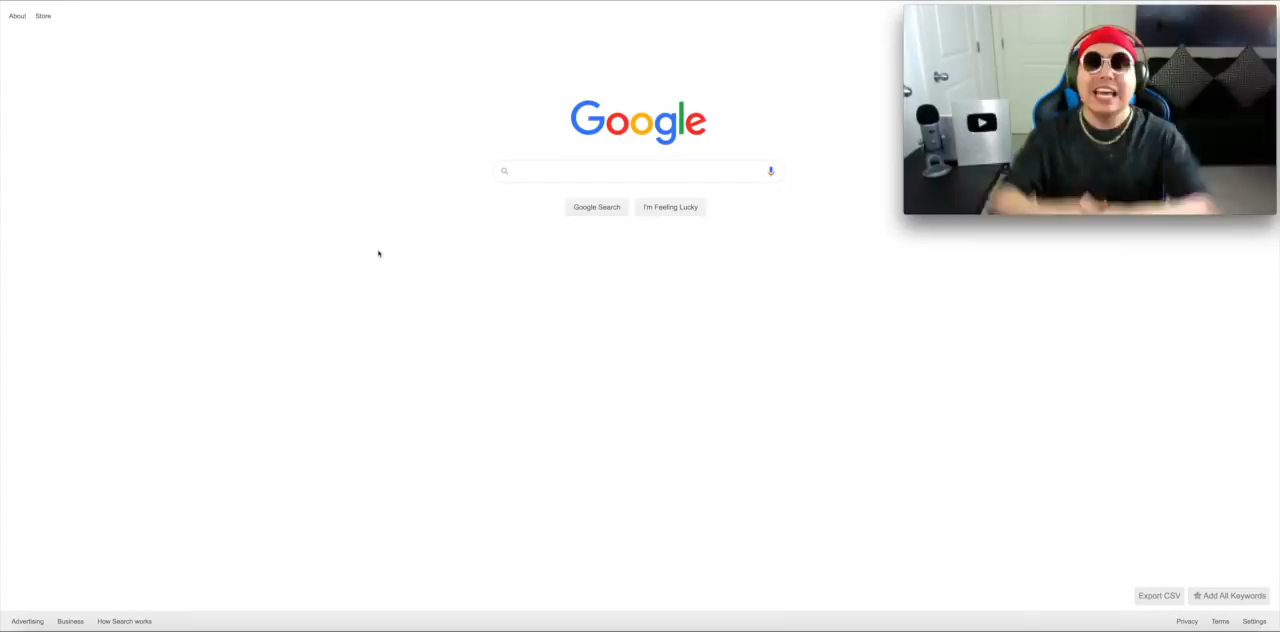 About Store
Google
Google Search I'm Feeling Lucky
Export CSV Add All Keywords
Advertising Business How Search works Privacy Terms Settings